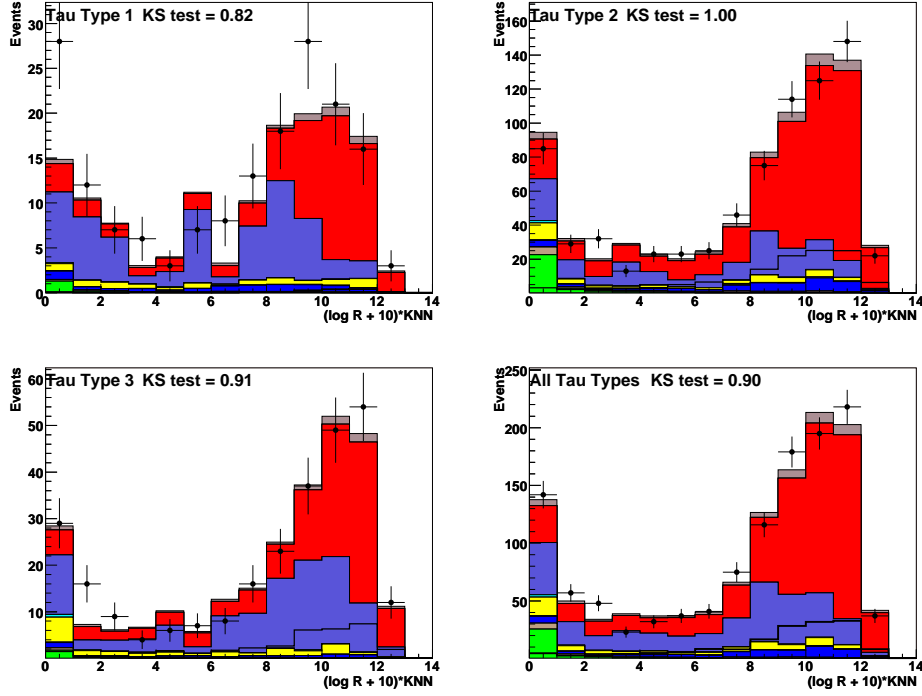 Tau Type 1 KS test = 0.82
Events
30
25
20
15
10
5
0
0 2 4 6 8 10 12 14
(log R + 10)*KNN
Tau Type 2 KS test = 1.00
Events
160
140
120
100
80
60
40
20
0 2 4 6 8 10 12 14
(log R + 10)*KNN
Tau Type 3 KS test = 0.91
Events
60
50
40
30
20
10
0 2 4 6 8 10 12 14
(log R + 10)*KNN
All Tau Types KS test = 0.90
Events
250
200
150
100
50
0 2 4 6 8 10 12 14
(log R + 10)*KNN